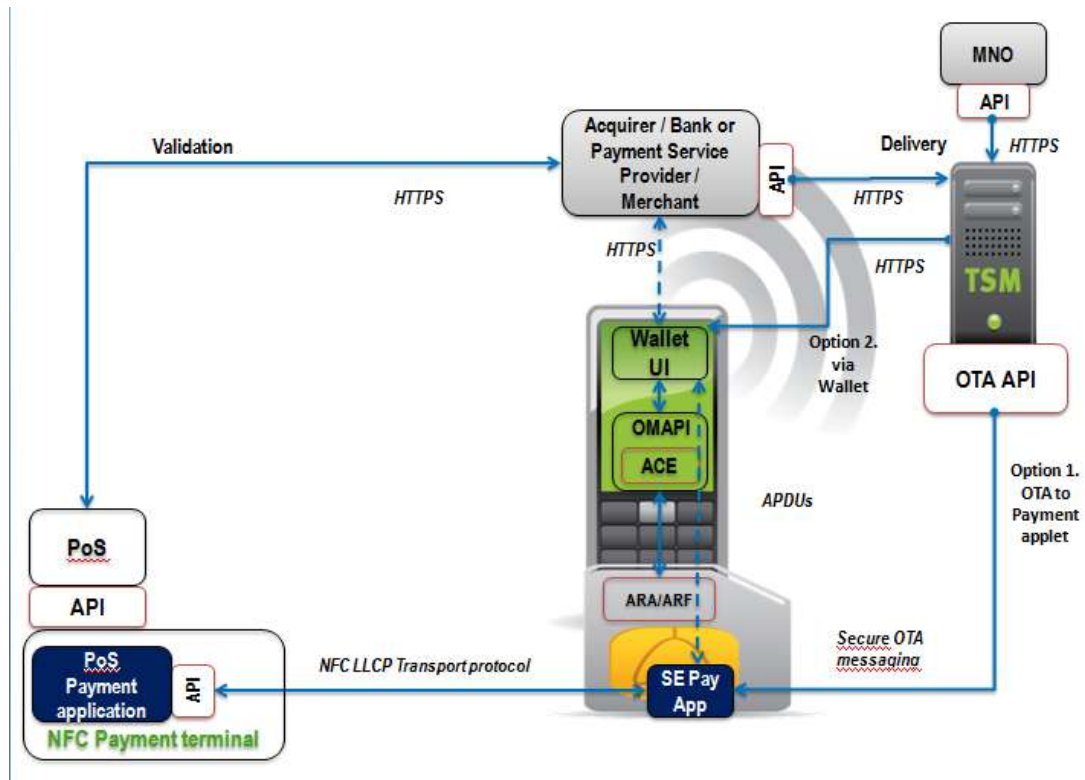 MNO
API
HTTPS
Acquirer / Bank or
Payment Service
Provider /
Merchant
API
Delivery
HTTPS
Validation
HTTPS
HTTPS
HTTPS
TSM
Wallet
UI
Option 2.
via
Wallet
OTA API
OMAPI
ACE
APDUs
Option 1.
OTA to
Payment
applet
PoS
API
ARA/ARF
PoS
Payment
application
API
NFC Payment terminal
NFC LLCP Transport protocol
SE Pay
App
Secure OTA
messaging